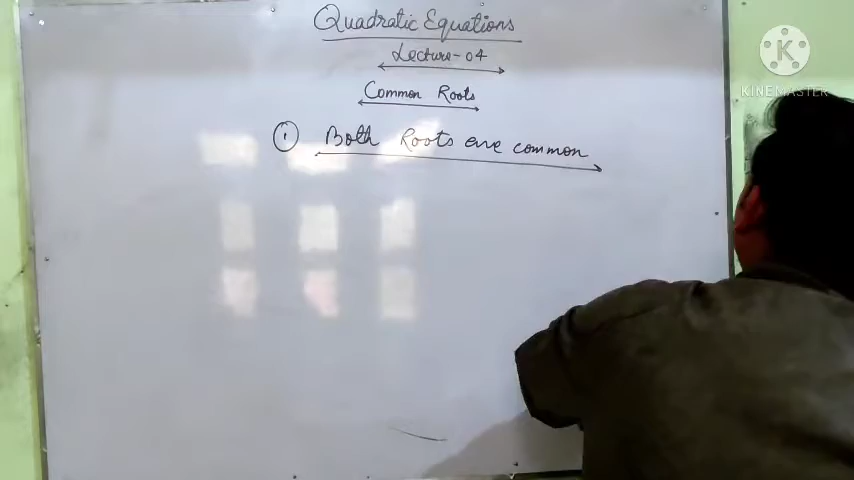 Quadratic Equations
Lecture-04
Common Roots
① Both Roots are common
K
KINEMASTER